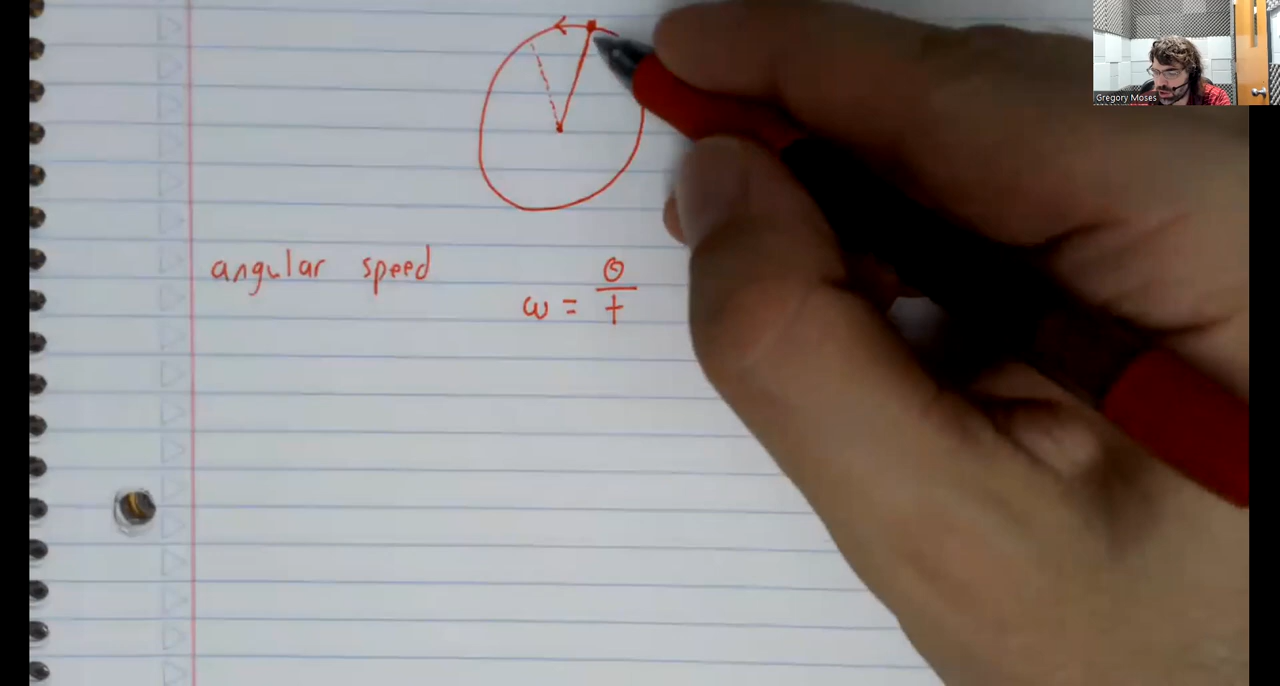 Gregory Moses
angular speed ω = θ/t